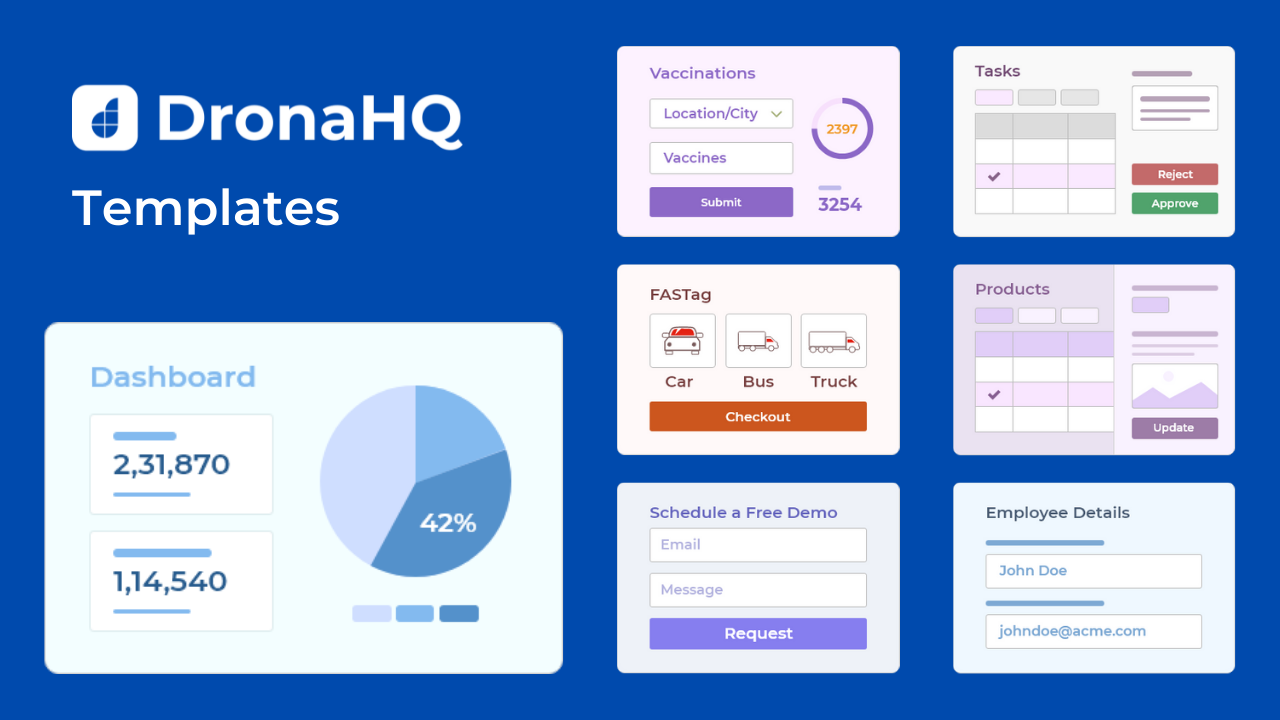 DronaHQ
Templates
Dashboard
2,31,870
1,14,540
42%
Vaccinations
Location/City
Vaccines
Submit
2397
3254
Tasks
Reject
Approve
FASTag
Car Bus Truck
Checkout
Products
Update
Schedule a Free Demo
Email
Message
Request
Employee Details
John Doe
johndoe@acme.com